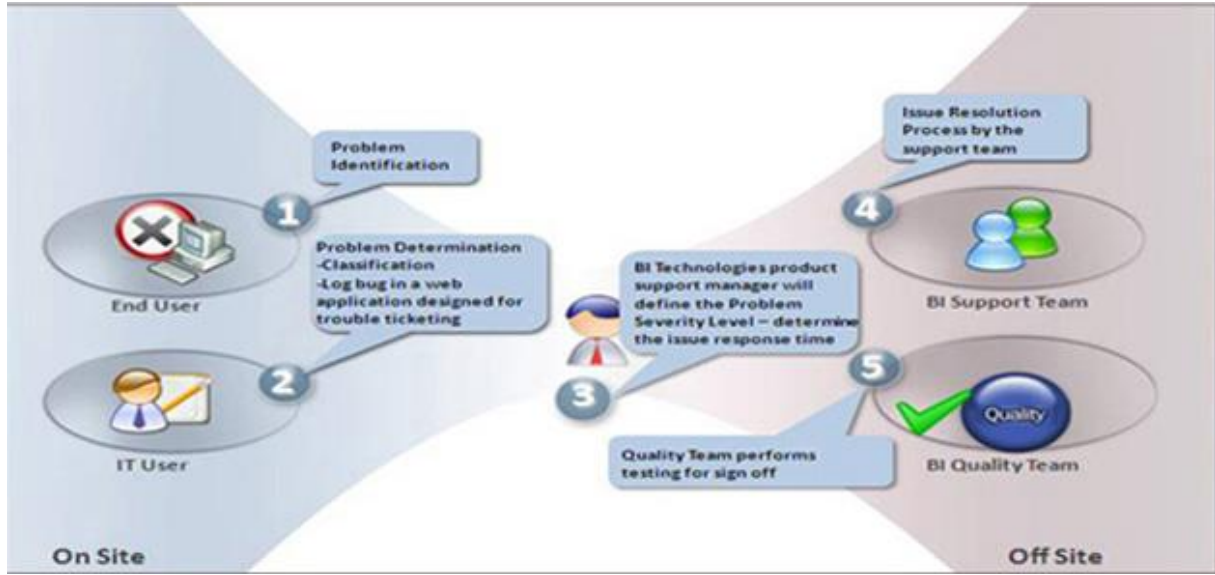 Problem
Identification
1
End User
Problem Determination
-Classification
-Log bug in a web
application designed for
trouble ticketing
2
IT User
BI Technologies product
support manager will
define the Problem
Severity Level – determine
the issue response time
3
Issue Resolution
Process by the
support team
4
BI Support Team
5
Quality
Quality Team performs
testing for sign off
BI Quality Team
On Site
Off Site